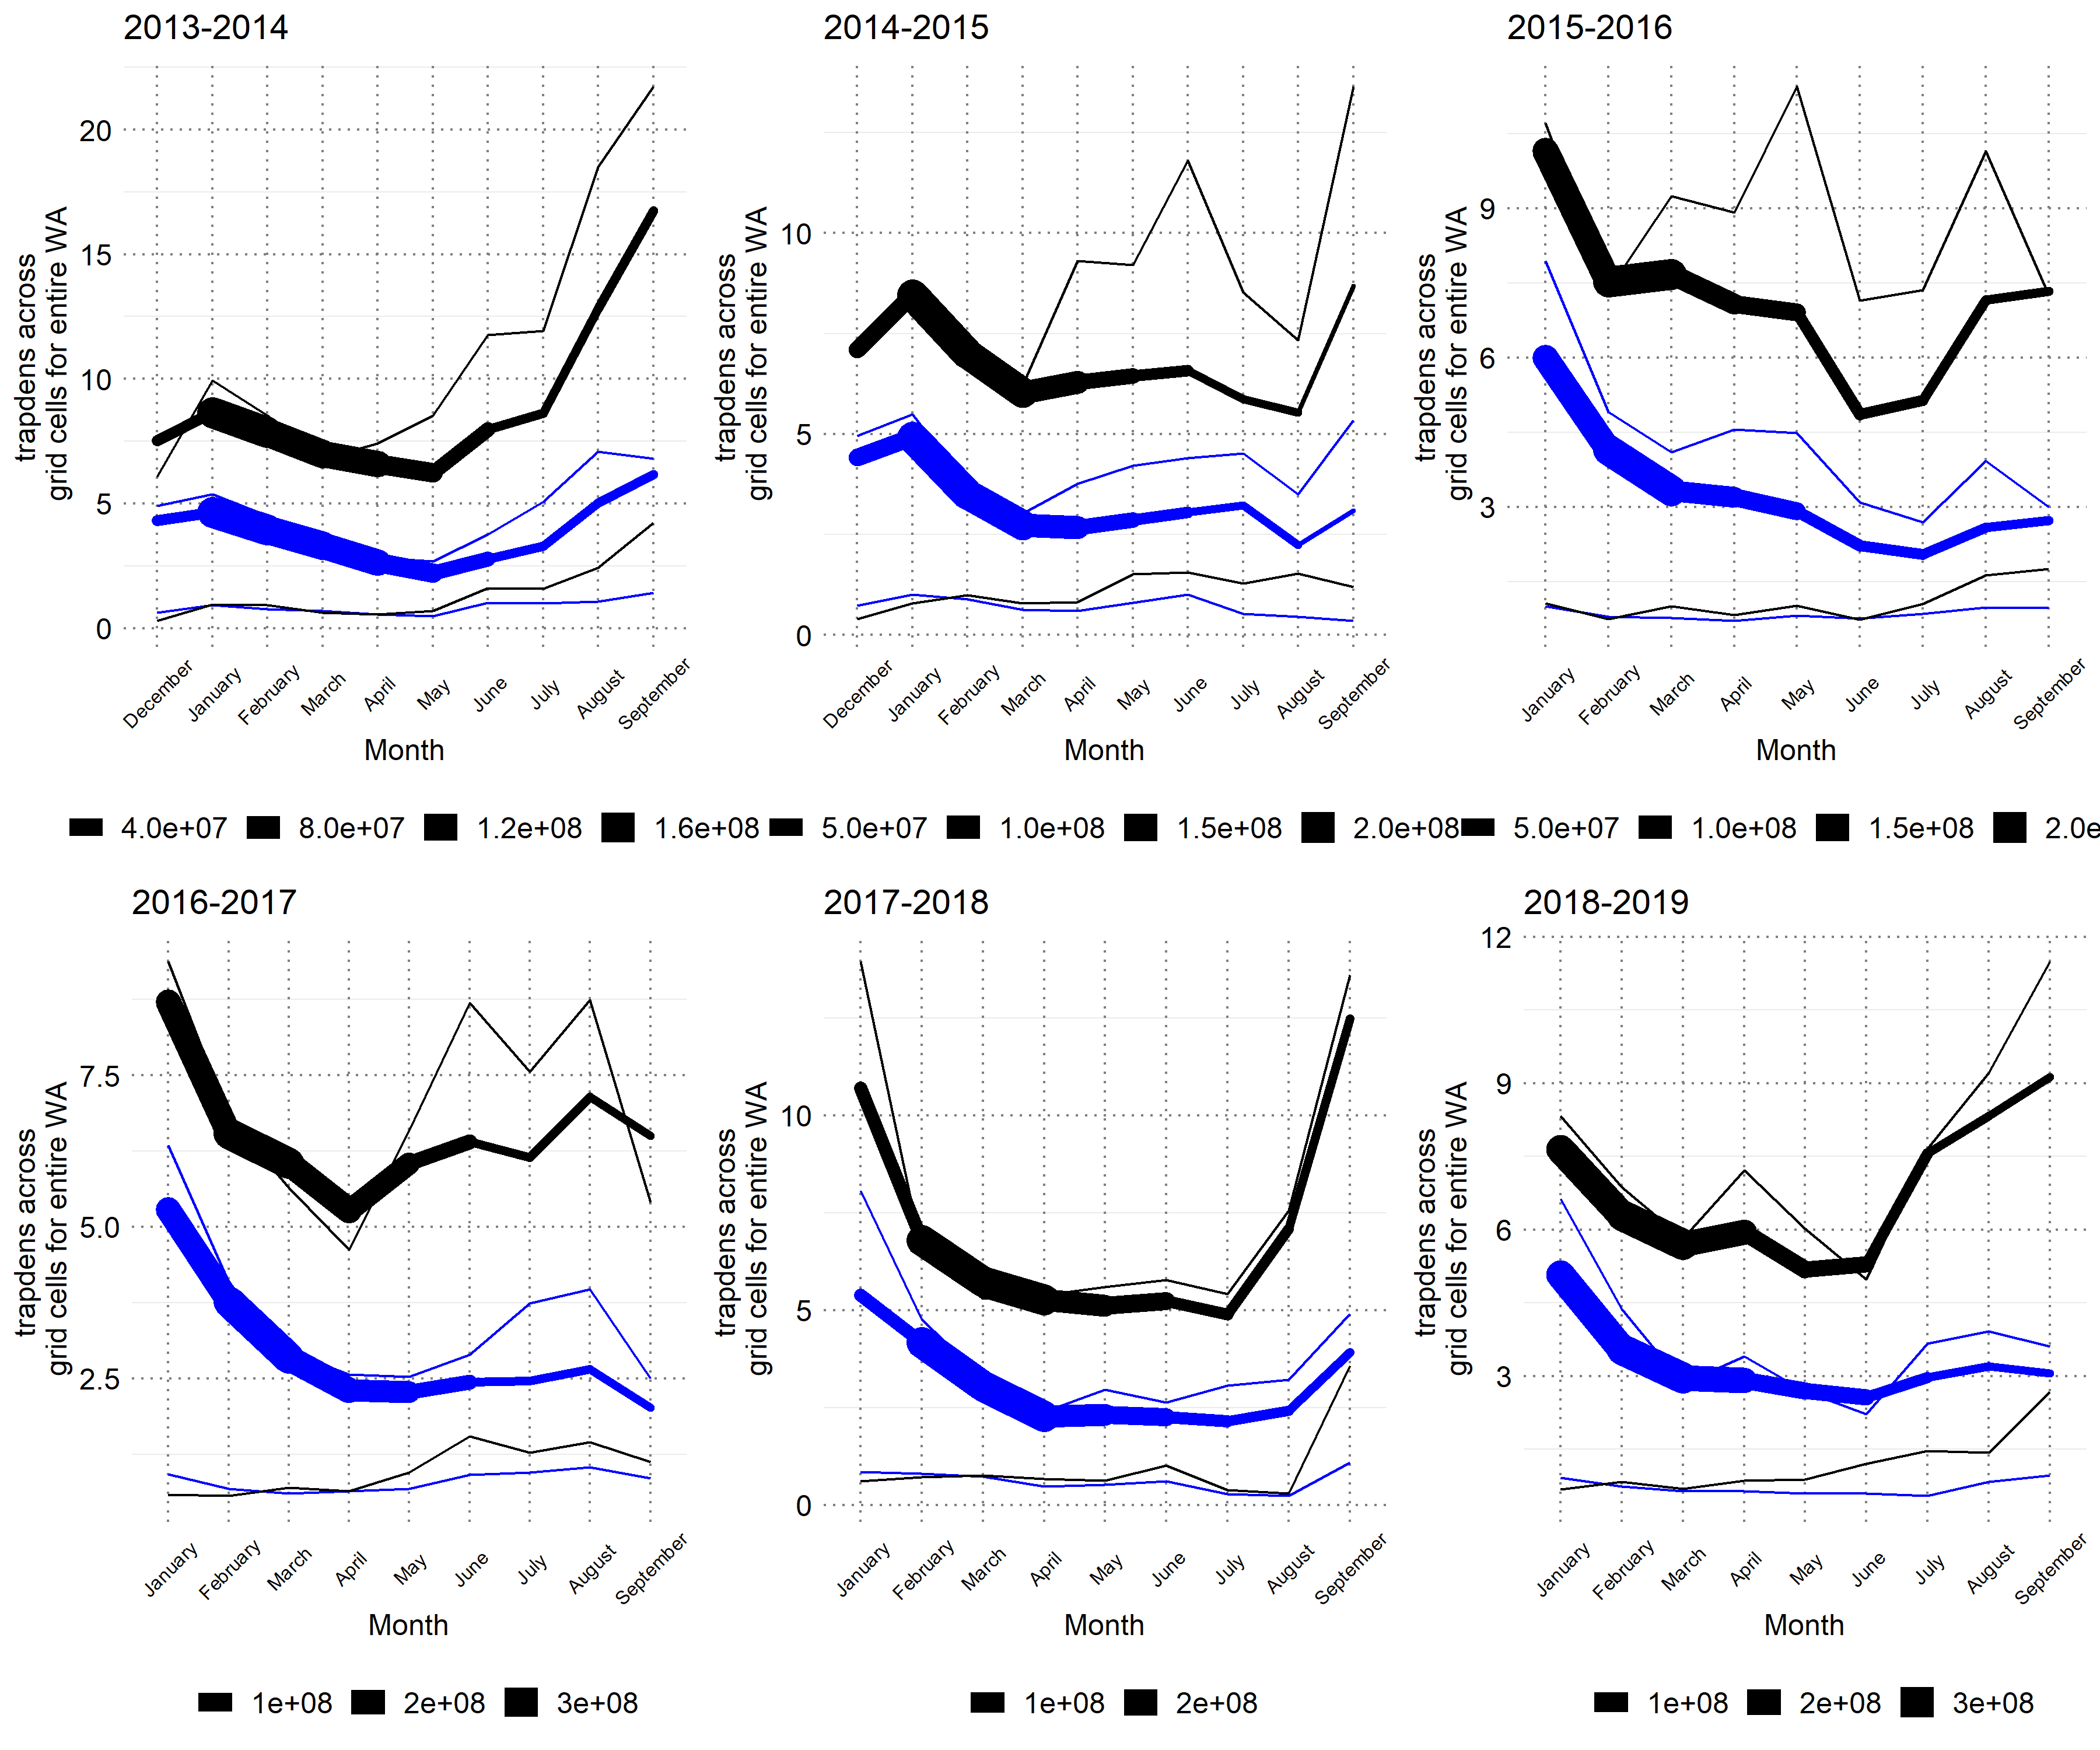 2013-2014
trapdens across
grid cells for entire WA
20
15
10
5
0
December January February March April May June July August September
Month
4.0e+07 8.0e+07 1.2e+08 1.6e+08
2014-2015
trapdens across
grid cells for entire WA
10
5
0
December January February March April May June July August September
Month
5.0e+07 1.0e+08 1.5e+08 2.0e+08
2015-2016
trapdens across
grid cells for entire WA
9
6
3
January February March April May June July August September
Month
5.0e+07 1.0e+08 1.5e+08 2.0e
2016-2017
trapdens across
grid cells for entire WA
7.5
5.0
2.5
January February March April May June July August September
Month
1e+08 2e+08 3e+08
2017-2018
trapdens across
grid cells for entire WA
10
5
0
January February March April May June July August September
Month
1e+08 2e+08
2018-2019
trapdens across
grid cells for entire WA
12
9
6
3
January February March April May June July August September
Month
1e+08 2e+08 3e+08